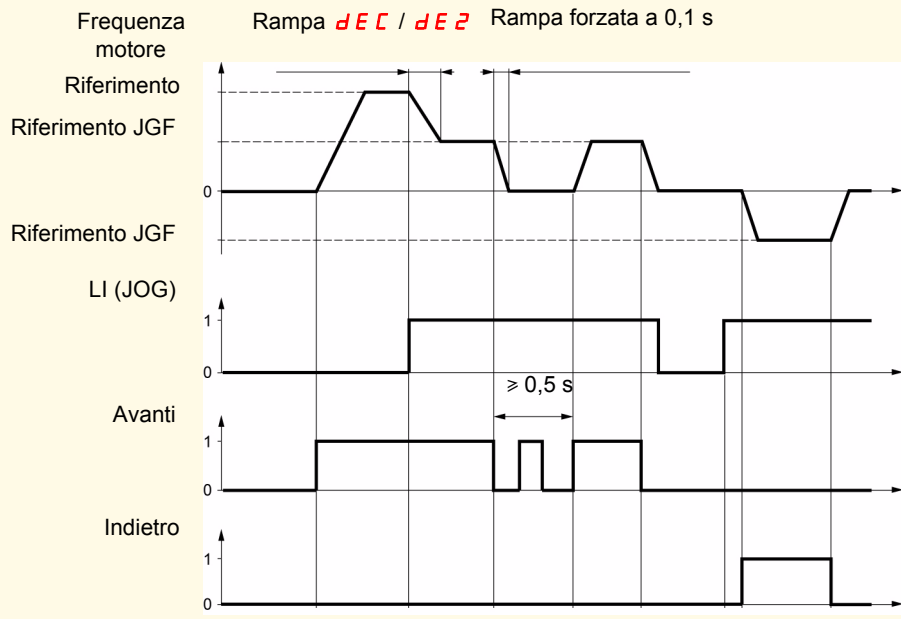 Frequenza
motore
Rampa dEC / dE2 Rampa forzata a 0,1 s
Riferimento
Riferimento JGF
0
Riferimento JGF
LI (JOG)
1
0
≥ 0,5 s
Avanti
1
0
Indietro
1
0